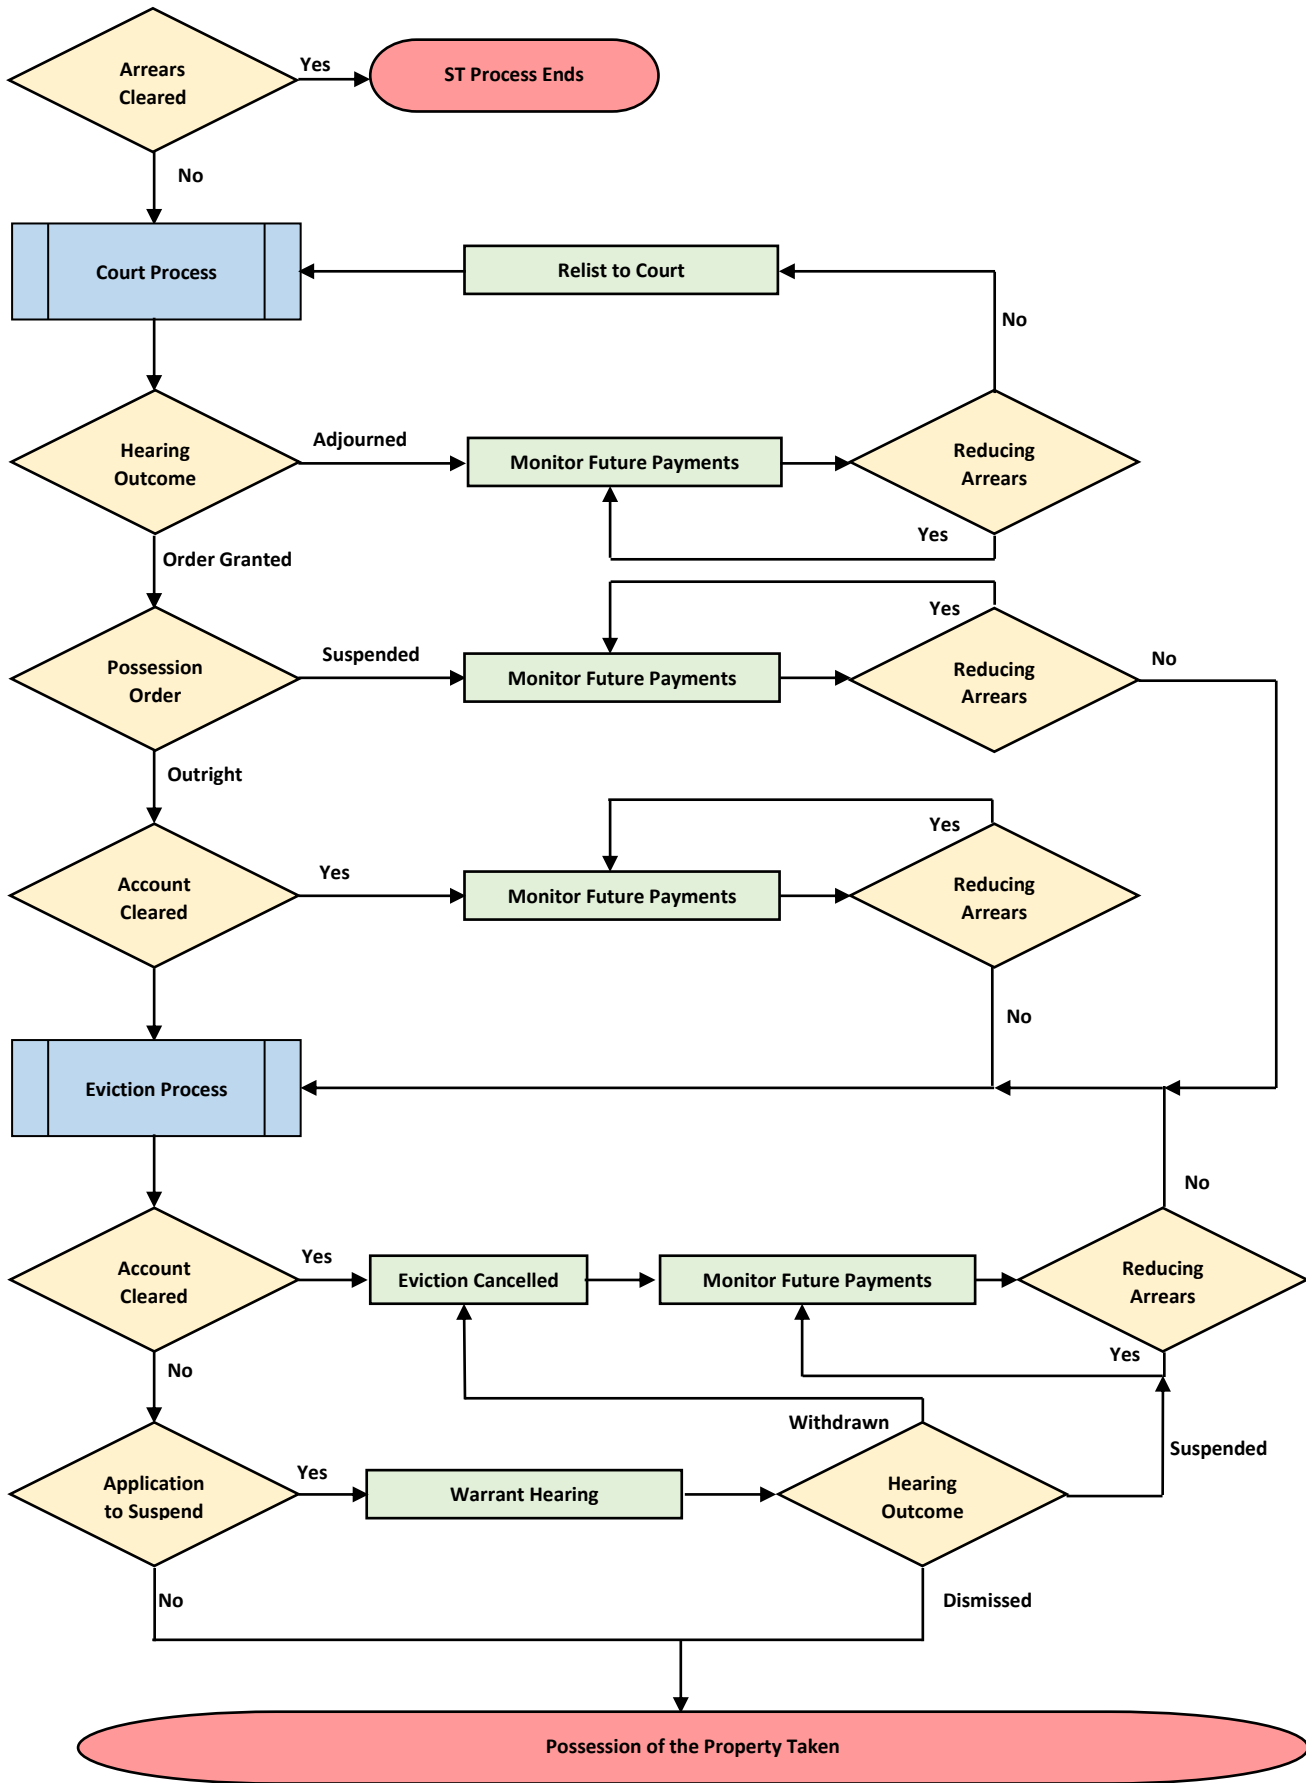 Arrears
Cleared
Yes
ST Process Ends
No
Court Process
Relist to Court
No
Hearing
Outcome
Adjourned
Monitor Future Payments
Reducing
Arrears
Yes
Order Granted
Possession
Order
Suspended
Monitor Future Payments
Yes
Reducing
Arrears
No
Outright
Account
Cleared
Yes
Monitor Future Payments
Yes
Reducing
Arrears
No
Eviction Process
No
Account
Cleared
Yes
Eviction Cancelled
Monitor Future Payments
Reducing
Arrears
Yes
No
Withdrawn
Suspended
Application
to Suspend
Yes
Warrant Hearing
Hearing
Outcome
No
Dismissed
Possession of the Property Taken